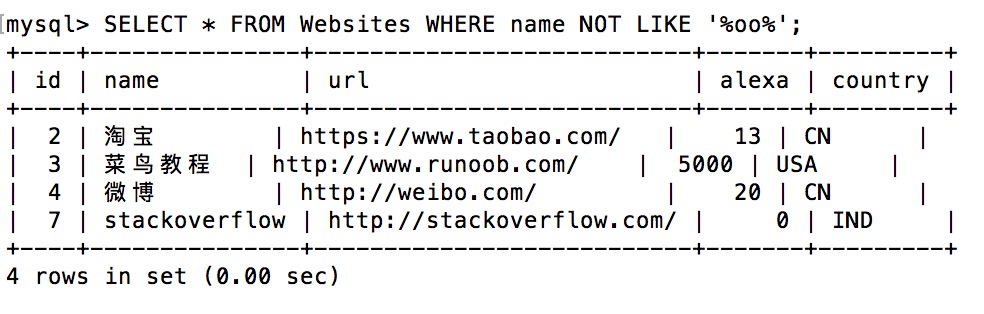 mysql> SELECT * FROM Websites WHERE name NOT LIKE '%oo%';
+----+---------------+---------------------------+-------+---------+
| id | name          | url                       | alexa | country |
+----+---------------+---------------------------+-------+---------+
|  2 | 淘宝        | https://www.taobao.com/   |    13 | CN      |
|  3 | 菜鸟教程  | http://www.runoob.com/    |  5000 | USA     |
|  4 | 微博        | http://weibo.com/         |    20 | CN      |
|  7 | stackoverflow | http://stackoverflow.com/ |     0 | IND     |
+----+---------------+---------------------------+-------+---------+
4 rows in set (0.00 sec)